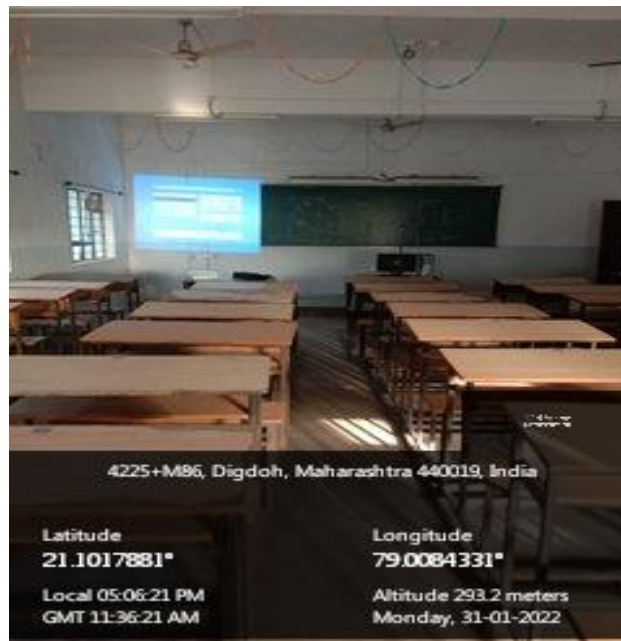 4225+M86, Digdoh, Maharashtra 440019, India
Latitude
21.1017881°
Longitude
79.0084331°
Local 05:06:21 PM
GMT 11:36:21 AM
Altitude 293.2 meters
Monday, 31-01-2022